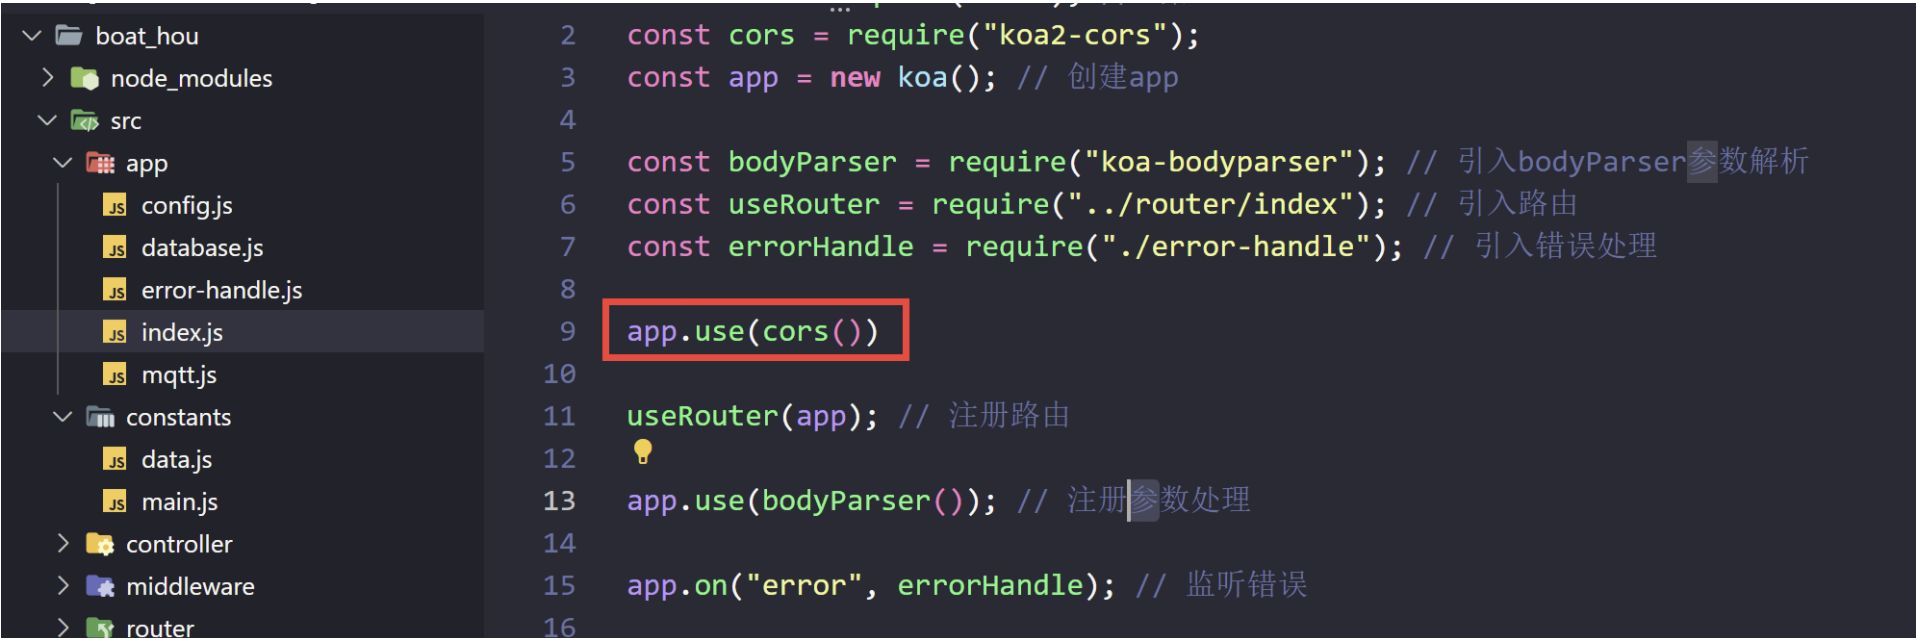 boat_hou
node_modules
src
app
config.js
database.js
error-handle.js
index.js
mqtt.js
constants
data.js
main.js
controller
middleware
router
2 const cors = require("koa2-cors");
3 const app = new koa(); // 创建app
4
5 const bodyParser = require("koa-bodyparser"); // 引入bodyParser参数解析
6 const useRouter = require("../router/index"); // 引入路由
7 const errorHandle = require("./error-handle"); // 引入错误处理
8
9 app.use(cors())
10
11 useRouter(app); // 注册路由
12
13 app.use(bodyParser()); // 注册参数处理
14
15 app.on("error", errorHandle); // 监听错误
16